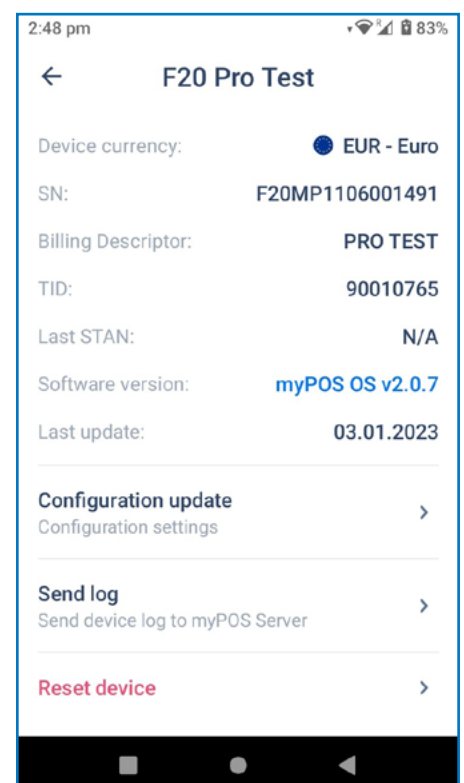 2:48 pm R 83%
F20 Pro Test
Device currency: EUR - Euro
SN: F20MP1106001491
Billing Descriptor: PRO TEST
TID: 90010765
Last STAN: N/A
Software version: myPOS OS v2.0.7
Last update: 03.01.2023
Configuration update
Configuration settings
Send log
Send device log to myPOS Server
Reset device